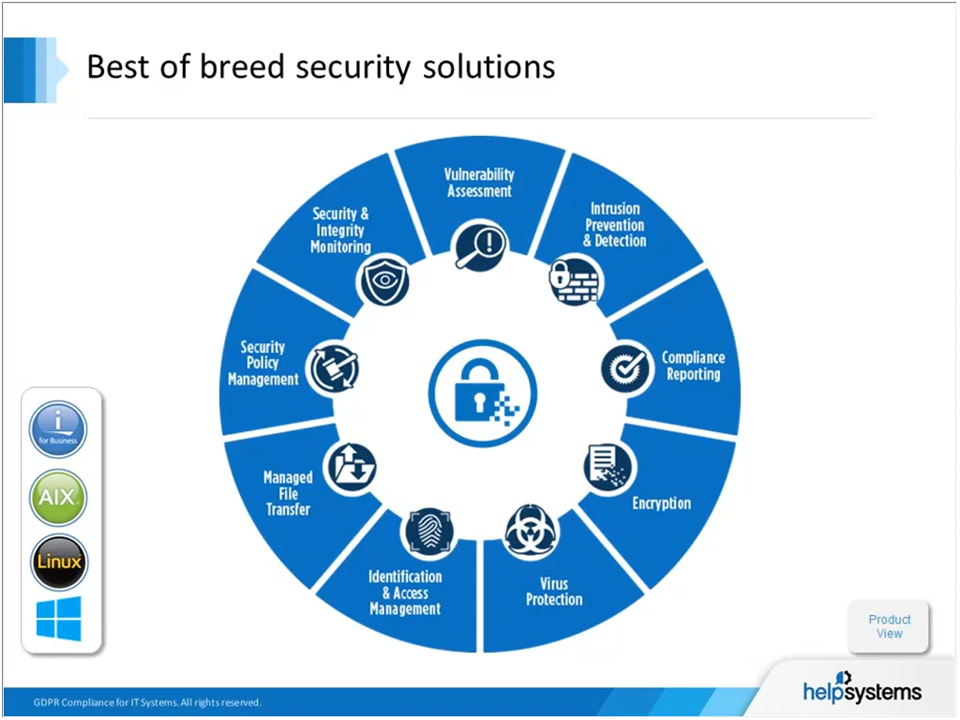 Best of breed security solutions
Vulnerability
Assessment
Intrusion
Prevention
& Detection
Compliance
Reporting
Encryption
Virus
Protection
Identification
& Access
Management
Managed
File
Transfer
Security
Policy
Management
Security &
Integrity
Monitoring
i
for Business
AIX
Linux
Product
View
GDPR Compliance for IT Systems. All rights reserved.
helpsystems